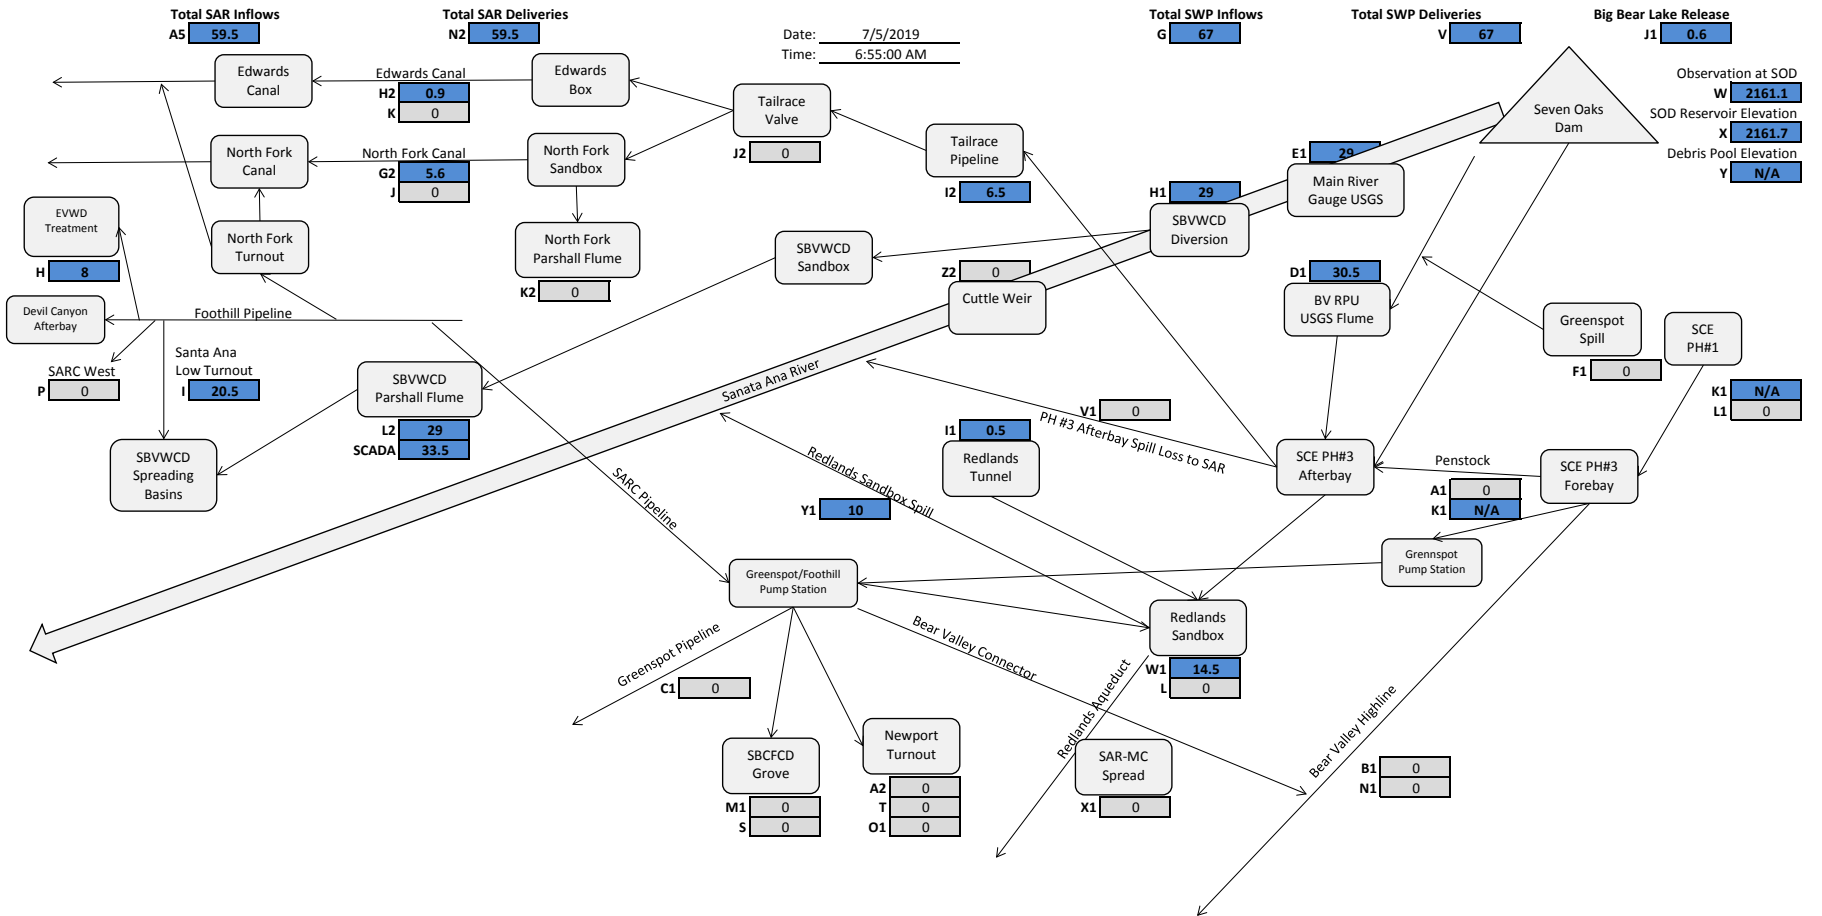 Total SAR Inflows
A5 59.5
Total SAR Deliveries
N2 59.5
Date: 7/5/2019
Time: 6:55:00 AM
Total SWP Inflows
G 67
Total SWP Deliveries
V 67
Big Bear Lake Release
J1 0.6
Observation at SOD
W 2161.1
SOD Reservoir Elevation
X 2161.7
Debris Pool Elevation
Y N/A
Seven Oaks
Dam
Edwards
Canal
Edwards Canal
H2 0.9
K 0
Edwards
Box
Tailrace
Valve
J2 0
Tailrace
Pipeline
I2 6.5
North Fork
Canal
North Fork Canal
G2 5.6
J 0
North Fork
Sandbox
E1 29
Main River
Gauge USGS
H1 29
SBVWCD
Diversion
EVWD
Treatment
H 8
North Fork
Turnout
North Fork
Parshall Flume
K2 0
SBVWCD
Sandbox
Z2 0
Cuttle Weir
D1 30.5
BV RPU
USGS Flume
Greenspot
Spill
F1 0
SCE
PH#1
K1 N/A
L1 0
Devil Canyon
Afterbay
Foothill Pipeline
SARC West
P 0
Santa Ana
Low Turnout
I 20.5
SBVWCD
Parshall Flume
L2 29
SCADA 33.5
Sanata Ana River
V1 0
PH #3 Afterbay Spill Loss to SAR
I1 0.5
Redlands
Tunnel
SCE PH#3
Afterbay
Penstock
A1 0
K1 N/A
SCE PH#3
Forebay
SBVWCD
Spreading
Basins
SARC Pipeline
Redlands Sandbox Spill
Y1 10
Grennspot
Pump Station
Greenspot/Foothill
Pump Station
Redlands
Sandbox
W1 14.5
L 0
Greenspot Pipeline
C1 0
Bear Valley Connector
Redlands Aqueduct
Bear Valley Highline
SBCFCD
Grove
M1 0
S 0
Newport
Turnout
A2 0
T 0
O1 0
SAR-MC
Spread
X1 0
B1 0
N1 0